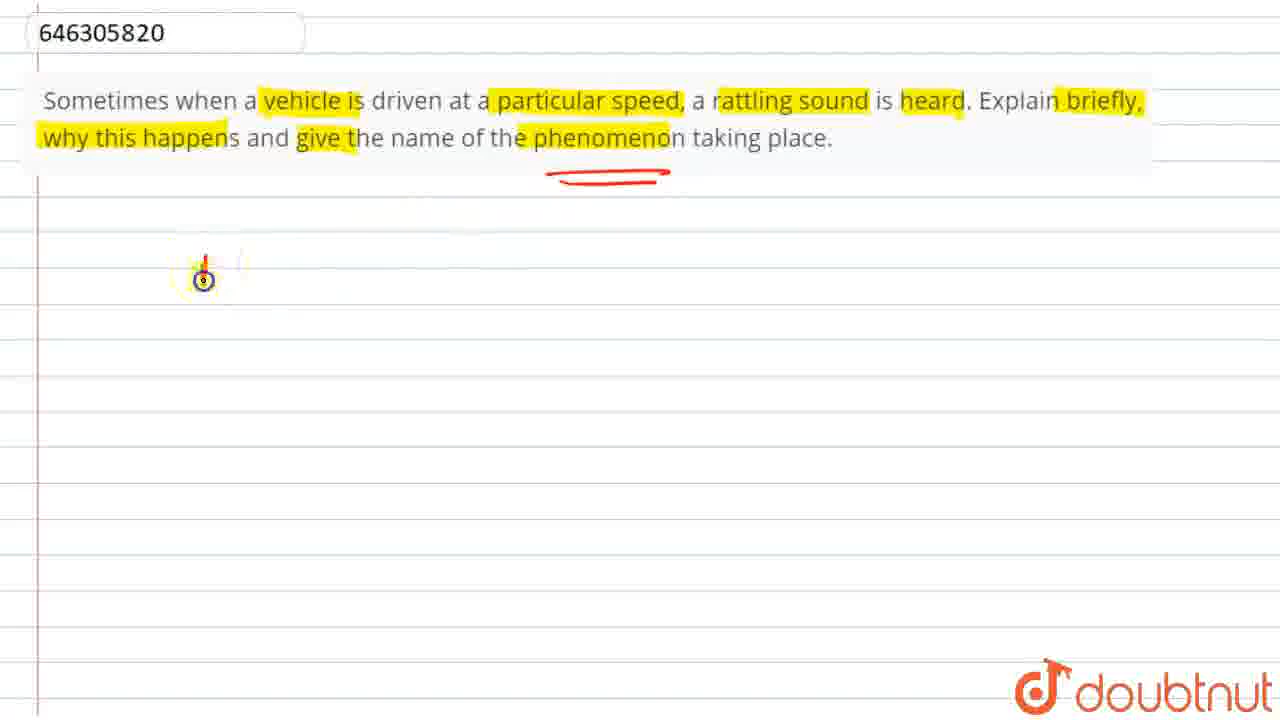 646305820
Sometimes when a vehicle is driven at a particular speed, a rattling sound is heard. Explain briefly,
why this happens and give the name of the phenomenon taking place.
doubtnut